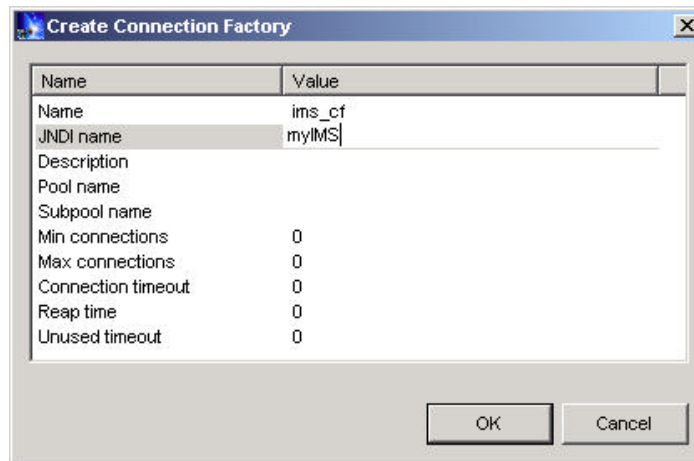 Create Connection Factory
Name Value
Name ims_cf
JNDI name myIMS
Description
Pool name
Subpool name
Min connections 0
Max connections 0
Connection timeout 0
Reap time 0
Unused timeout 0
OK Cancel